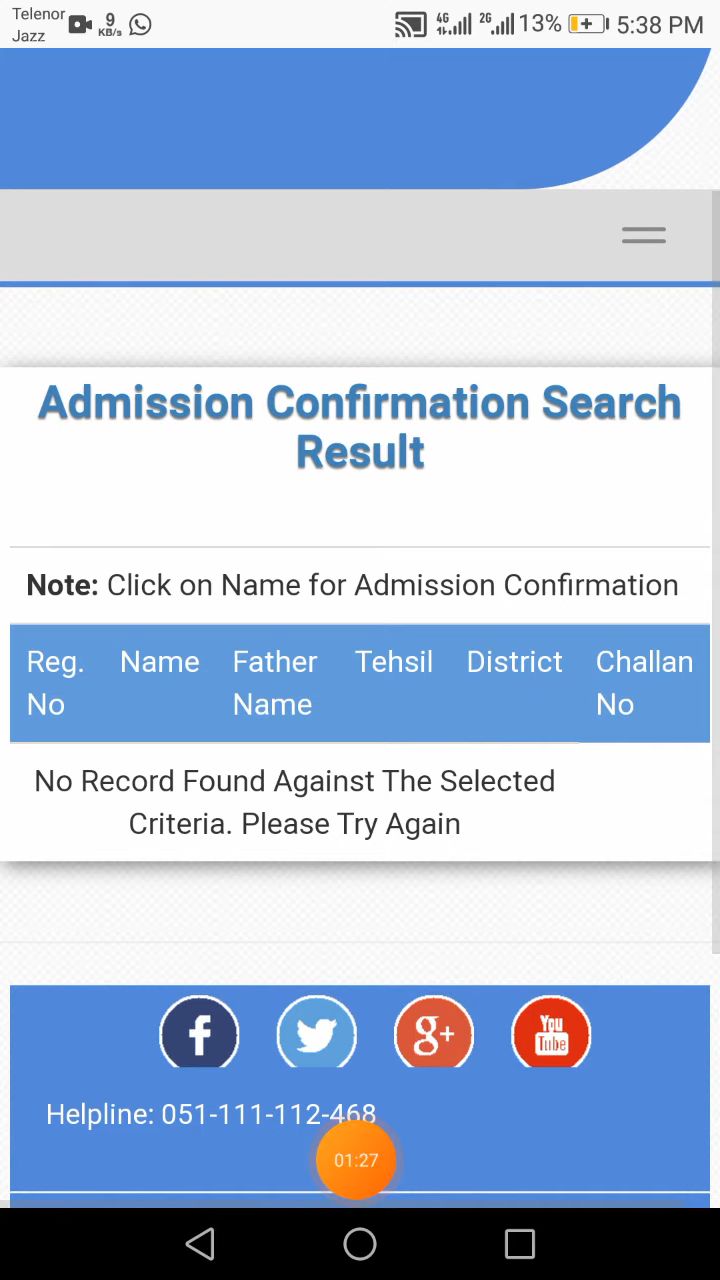 Telenor
Jazz
9
KB/s
4G
2G
13%
5:38 PM
Admission Confirmation Search
Result
Note: Click on Name for Admission Confirmation
Reg. Name Father Tehsil District Challan
No Name No
No Record Found Against The Selected
Criteria. Please Try Again
f
g+
You
Tube
Helpline: 051-111-112-468
01:27